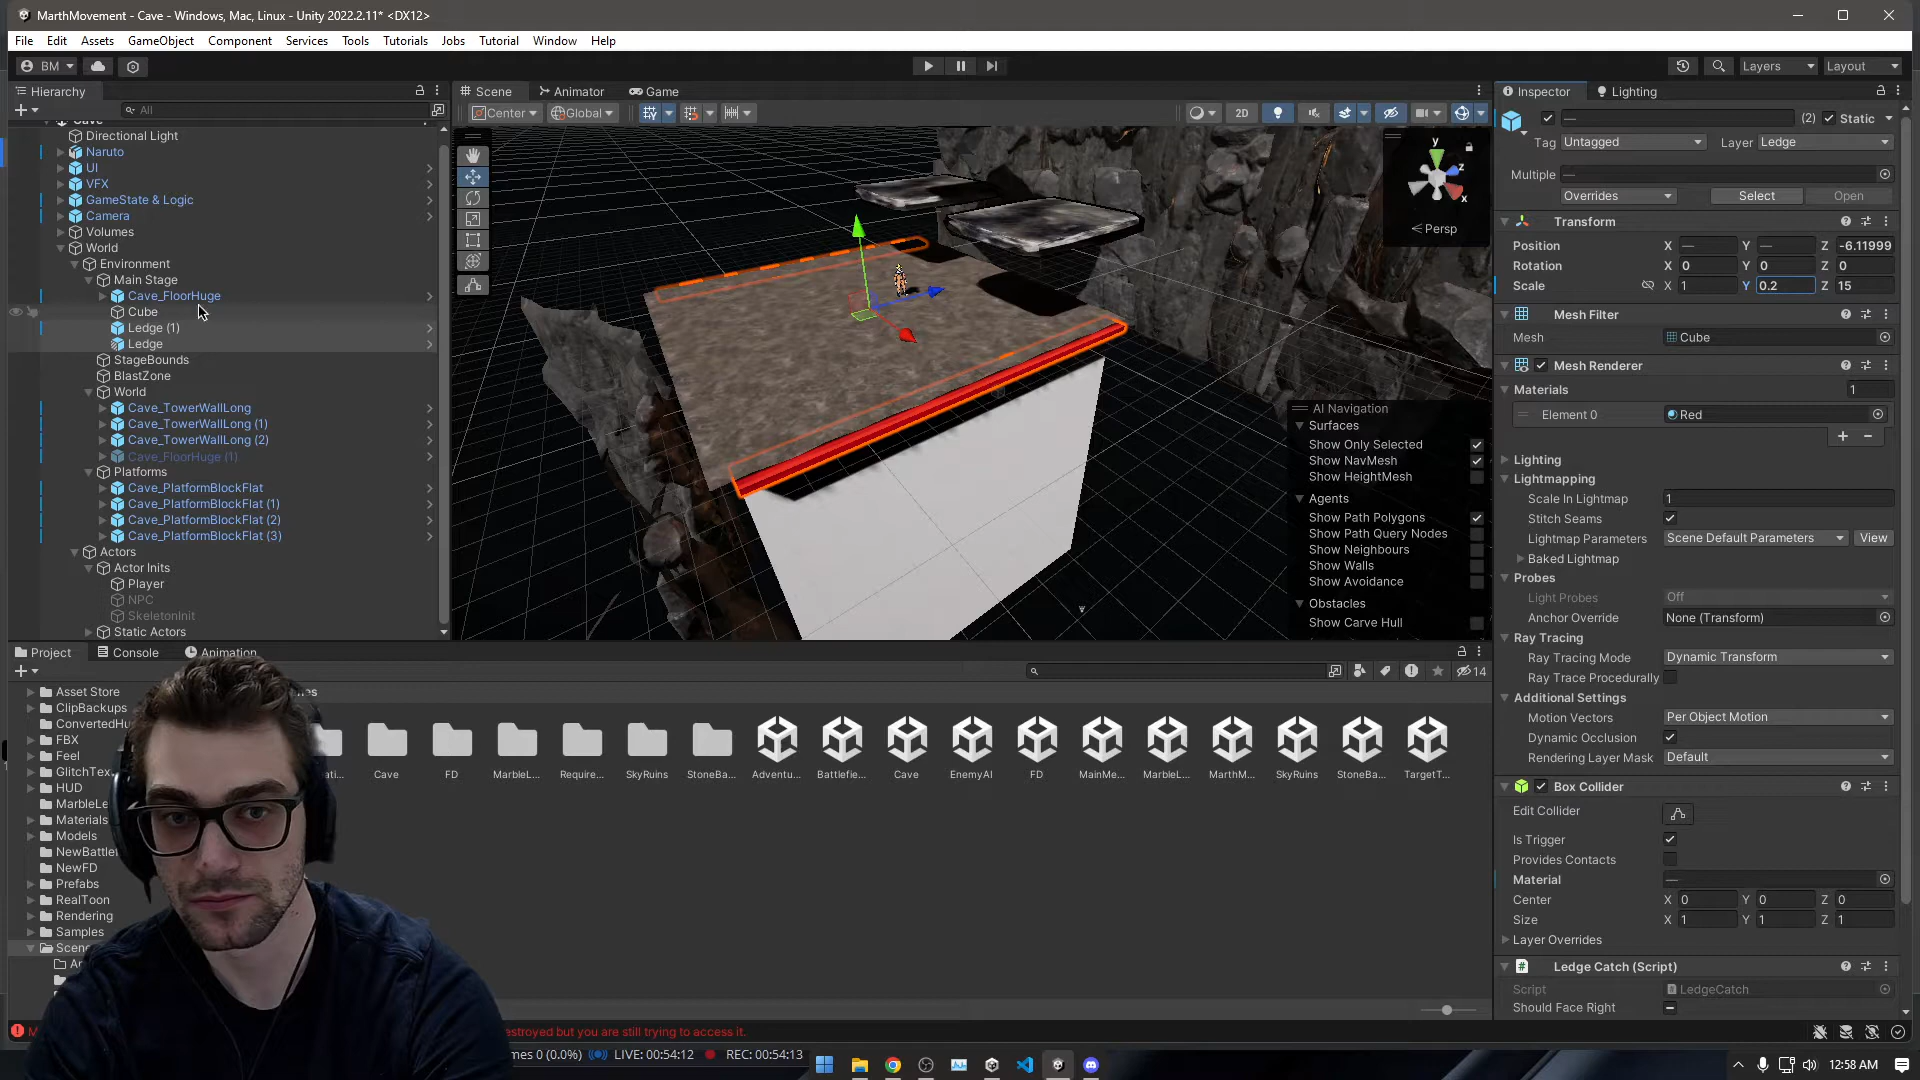 MarthMovement - Cave - Windows, Mac, Linux - Unity 2022.2.11* <DX12>
File Edit Assets GameObject Component Services Tools Tutorials Jobs Tutorial Window Help
BM Layers Layout
Hierarchy
All
Cave
Directional Light
Naruto
UI
VFX
GameState & Logic
Camera
Volumes
World
Environment
Main Stage
Cave_FloorHuge
Cube
Ledge (1)
Ledge
StageBounds
BlastZone
World
Cave_TowerWallLong
Cave_TowerWallLong (1)
Cave_TowerWallLong (2)
Cave_FloorHuge (1)
Platforms
Cave_PlatformBlockFlat
Cave_PlatformBlockFlat (1)
Cave_PlatformBlockFlat (2)
Cave_PlatformBlockFlat (3)
Actors
Actor Inits
Player
NPC
SkeletonInit
Static Actors
Scene Animator Game
Center Global 2D
y
z
x
Persp
AI Navigation
Surfaces
Show Only Selected
Show NavMesh
Show HeightMesh
Agents
Show Path Polygons
Show Path Query Nodes
Show Neighbours
Show Walls
Show Avoidance
Obstacles
Show Carve Hull
Inspector Lighting
— (2) Static
Tag Untagged Layer Ledge
Multiple —
Overrides Select Open
Transform
Position X — Y — Z -6.11999
Rotation X 0 Y 0 Z 0
Scale X 1 Y 0.2 Z 15
Mesh Filter
Mesh Cube
Mesh Renderer
Materials 1
Element 0 Red
Lighting
Lightmapping
Scale In Lightmap 1
Stitch Seams
Lightmap Parameters Scene Default Parameters View
Baked Lightmap
Probes
Light Probes Off
Anchor Override None (Transform)
Ray Tracing
Ray Tracing Mode Dynamic Transform
Ray Trace Procedurally
Additional Settings
Motion Vectors Per Object Motion
Dynamic Occlusion
Rendering Layer Mask Default
Box Collider
Edit Collider
Is Trigger
Provides Contacts
Material —
Center X 0 Y 0 Z 0
Size X 1 Y 1 Z 1
Layer Overrides
Ledge Catch (Script)
Script LedgeCatch
Should Face Right
Project Console Animation
14
Asset Store
ClipBackups
ConvertedHu
FBX
Feel
GlitchTex
HUD
MarbleLe
Materials
Models
NewBattlef
NewFD
Prefabs
RealToon
Rendering
Samples
Scene
Cave FD MarbleL... Require... SkyRuins StoneBa... Adventu... Battlefie... Cave EnemyAI FD MainMe... MarbleL... MarthM... SkyRuins StoneBa... TargetT...
estroyed but you are still trying to access it.
mes 0 (0.0%) LIVE: 00:54:12 REC: 00:54:13
12:58 AM